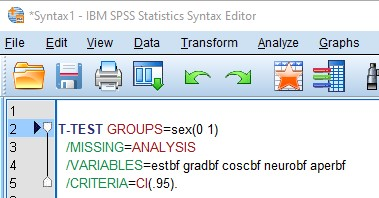 *Syntax1 - IBM SPSS Statistics Syntax Editor
File Edit View Data Transform Analyze Graphs
1
2 T-TEST GROUPS=sex(0 1)
3 /MISSING=ANALYSIS
4 /VARIABLES=estbf gradbf coscbf neurobf aperbf
5 /CRITERIA=CI(.95).